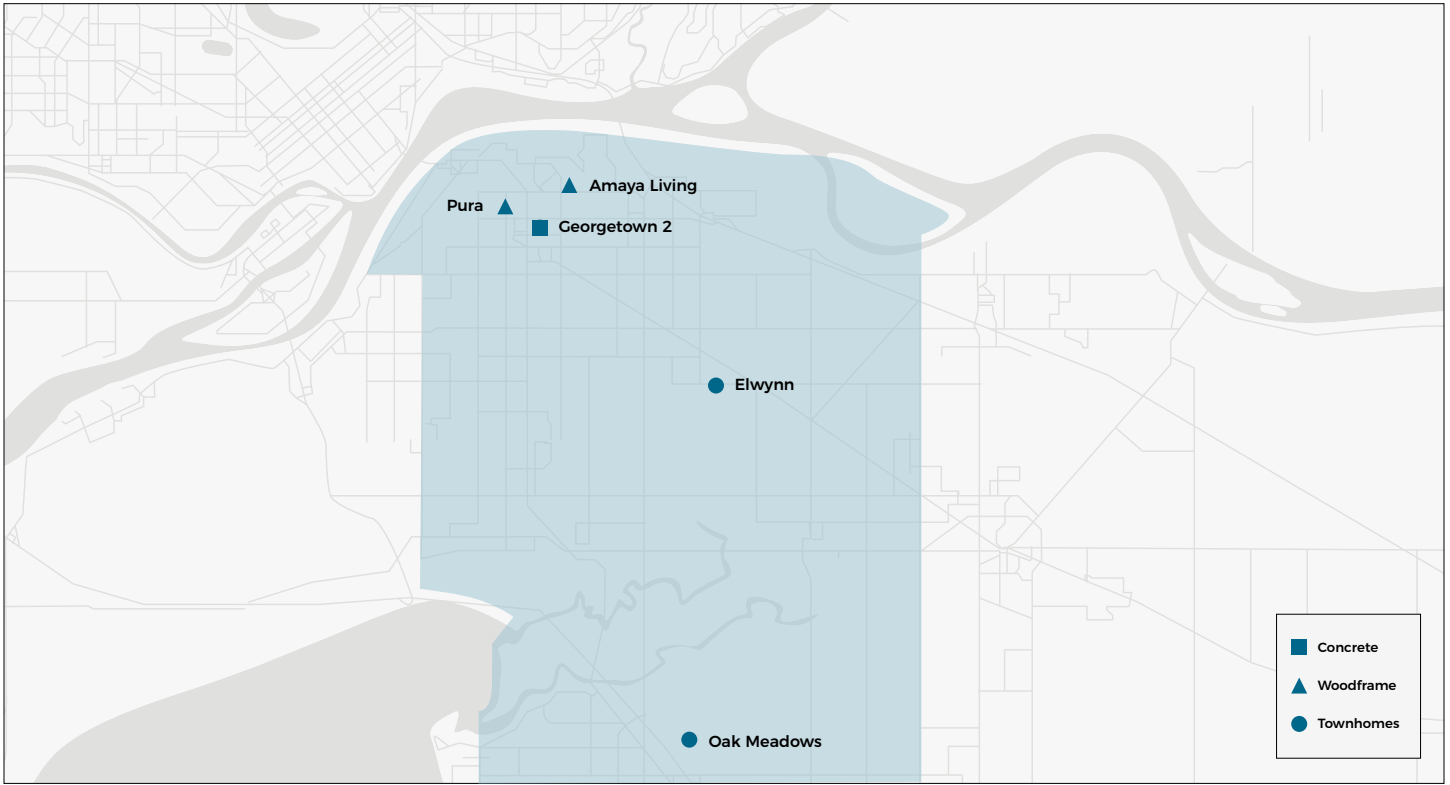 Amaya Living
Pura
Georgetown 2
Elwynn
Oak Meadows
Concrete
Woodframe
Townhomes